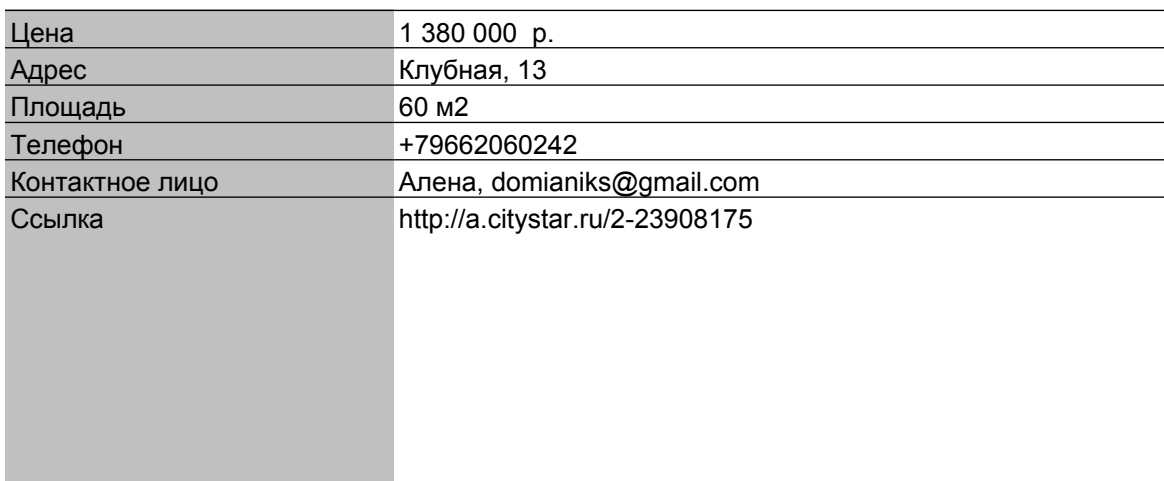 Цена 1 380 000 р.
Адрес Клубная, 13
Площадь 60 м2
Телефон +79662060242
Контактное лицо Алена, domianiks@gmail.com
Ссылка http://a.citystar.ru/2-23908175